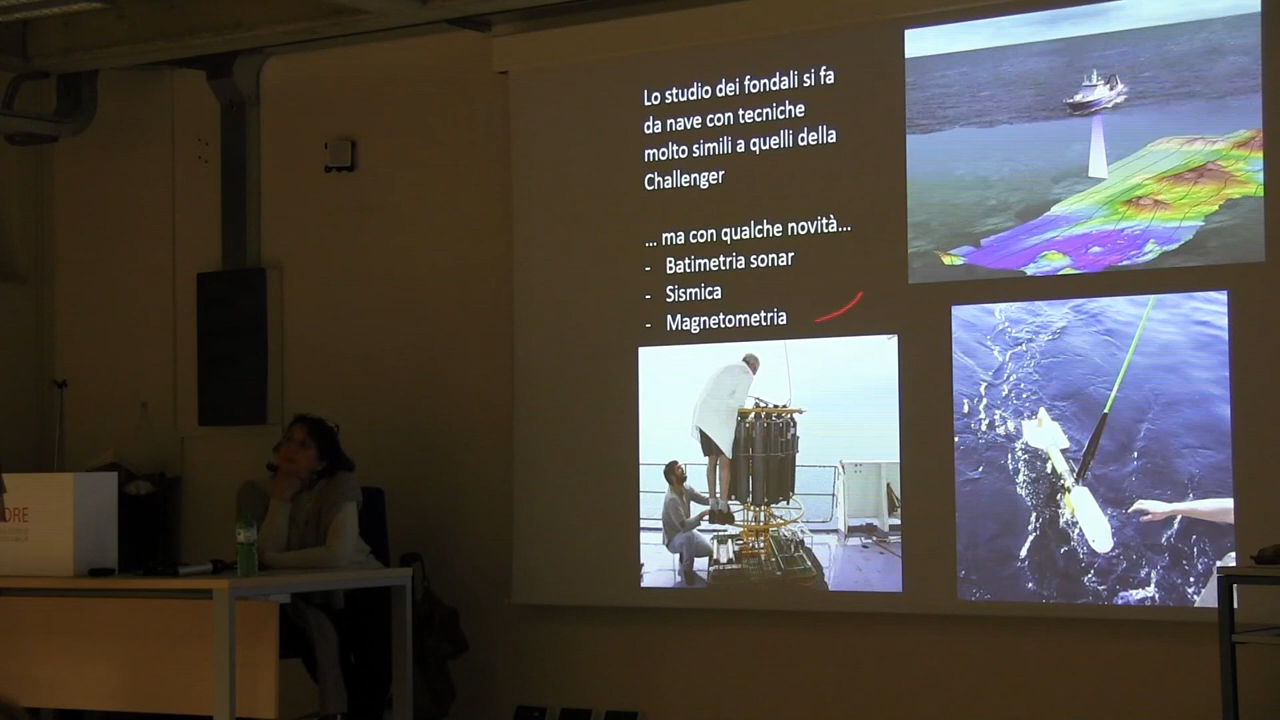 Lo studio dei fondali si fa
da nave con tecniche
molto simili a quelli della
Challenger
... ma con qualche novità...
- Batimetria sonar
- Sismica
- Magnetometria
ORE